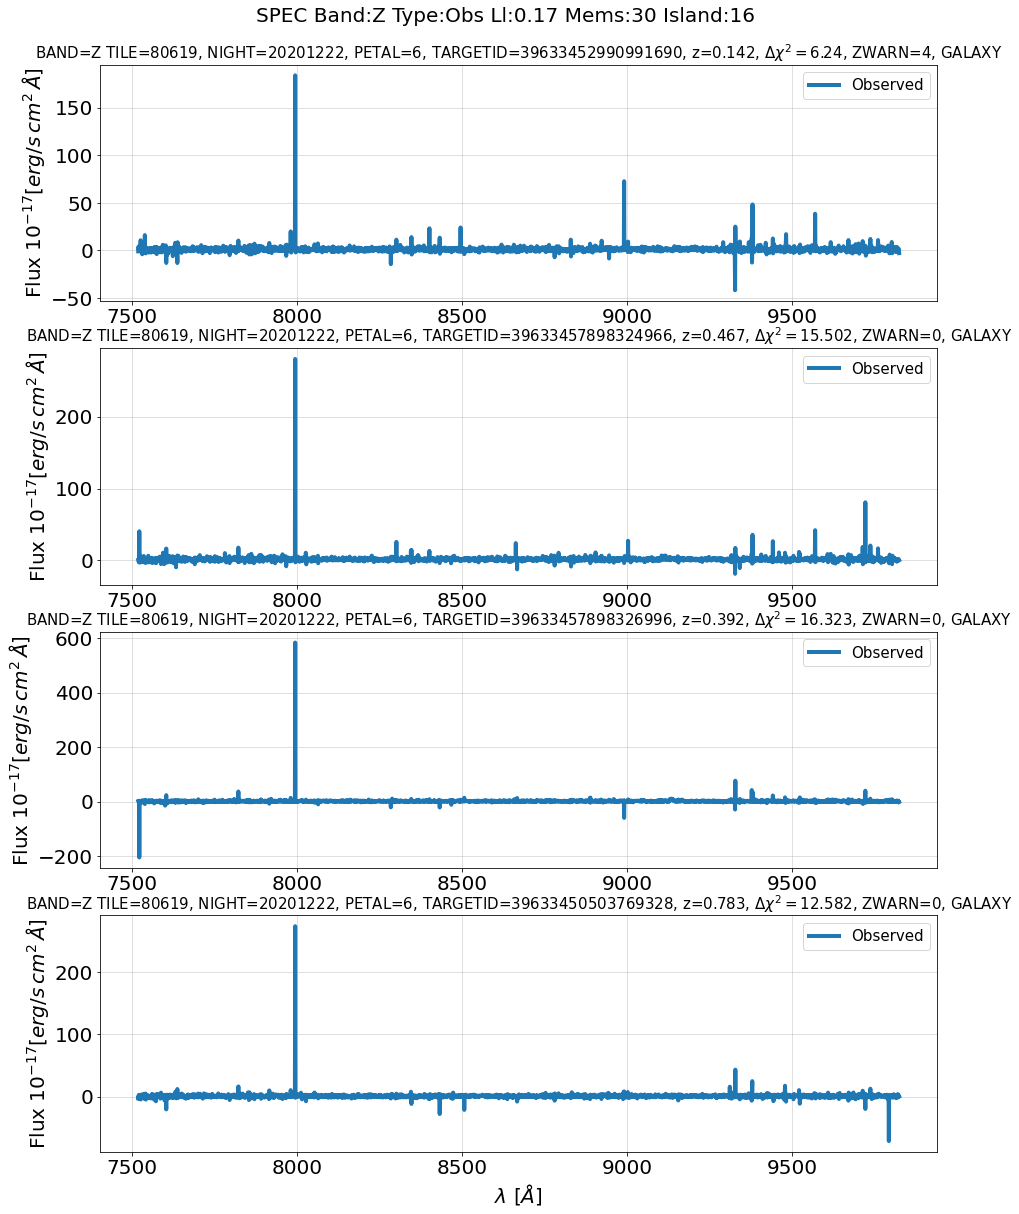 SPEC Band:Z Type:Obs Ll:0.17 Mems:30 Island:16
BAND=Z TILE=80619, NIGHT=20201222, PETAL=6, TARGETID=39633452990991690, z=0.142, Δχ² = 6.24, ZWARN=4, GALAXY
Flux 10⁻¹⁷[erg/s cm² Å]
150
100
50
0
−50
Observed
7500 8000 8500 9000 9500
BAND=Z TILE=80619, NIGHT=20201222, PETAL=6, TARGETID=39633457898324966, z=0.467, Δχ² = 15.502, ZWARN=0, GALAXY
Flux 10⁻¹⁷[erg/s cm² Å]
200
100
0
Observed
7500 8000 8500 9000 9500
BAND=Z TILE=80619, NIGHT=20201222, PETAL=6, TARGETID=39633457898326996, z=0.392, Δχ² = 16.323, ZWARN=0, GALAXY
Flux 10⁻¹⁷[erg/s cm² Å]
600
400
200
0
−200
Observed
7500 8000 8500 9000 9500
BAND=Z TILE=80619, NIGHT=20201222, PETAL=6, TARGETID=39633450503769328, z=0.783, Δχ² = 12.582, ZWARN=0, GALAXY
Flux 10⁻¹⁷[erg/s cm² Å]
200
100
0
Observed
7500 8000 8500 9000 9500
λ [Å]